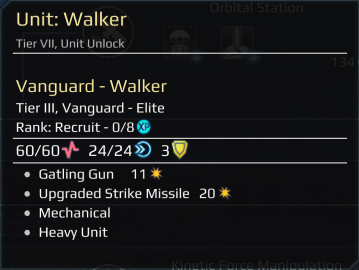 Orbital Station
Unit: Walker
Tier VII, Unit Unlock
134
Vanguard - Walker
Tier III, Vanguard - Elite
Rank: Recruit - 0/8 XP
60/60 24/24 3
Gatling Gun 11
Upgraded Strike Missile 20
Mechanical
Heavy Unit
Kinetic Force Manipulation